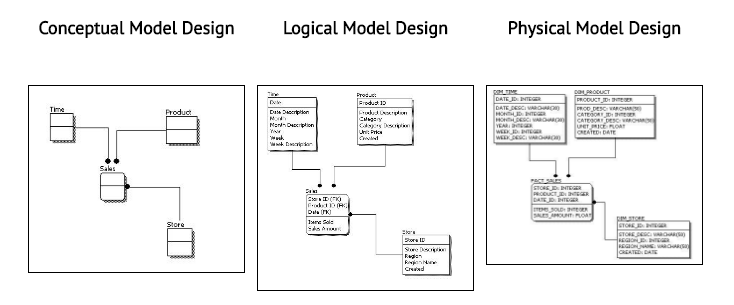 Conceptual Model Design
Logical Model Design
Physical Model Design
Time
Product
Sales
Store
Time
Date
Date Description
Month
Month Description
Year
Week
Week Description
Product
Product ID
Product Description
Category
Category Description
Unit Price
Created
Sales
Store ID (FK)
Product ID (FK)
Date (FK)
Items Sold
Sales Amount
Store
Store ID
Store Description
Region
Region Name
Created
DIM_TIME
DATE_ID: INTEGER
DATE_DESC: VARCHAR(30)
MONTH_ID: INTEGER
MONTH_DESC: VARCHAR(30)
YEAR: INTEGER
WEEK_ID: INTEGER
WEEK_DESC: VARCHAR(30)
DIM_PRODUCT
PRODUCT_ID: INTEGER
PROD_DESC: VARCHAR(50)
CATEGORY_ID: INTEGER
CATEGORY_DESC: VARCHAR(50)
UNIT_PRICE: FLOAT
CREATED: DATE
FACT_SALES
STORE_ID: INTEGER
PRODUCT_ID: INTEGER
DATE_ID: INTEGER
ITEMS_SOLD: INTEGER
SALES_AMOUNT: FLOAT
DIM_STORE
STORE_ID: INTEGER
STORE_DESC: VARCHAR(50)
REGION_ID: INTEGER
REGION_NAME: VARCHAR(50)
CREATED: DATE